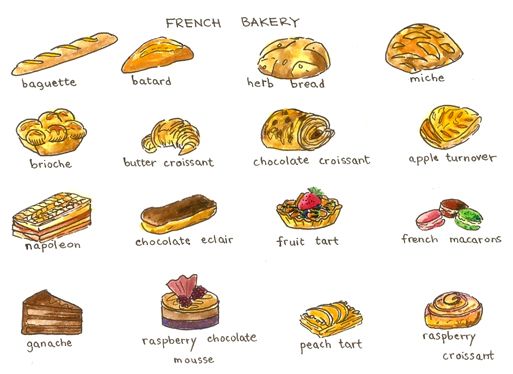 FRENCH BAKERY
baguette
batard
herb bread
miche
brioche
butter croissant
chocolate croissant
apple turnover
napoleon
chocolate eclair
fruit tart
french macarons
ganache
raspberry chocolate
mousse
peach tart
raspberry
croissant